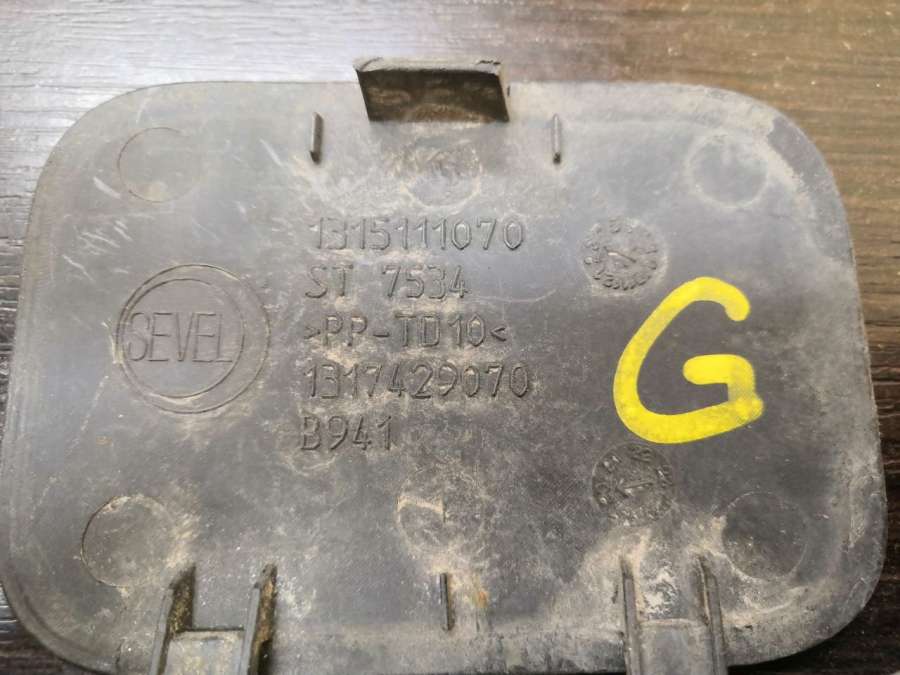 1315111070
ST 7534
SEVEL
>PP-TD10<
1317429070
B941
G